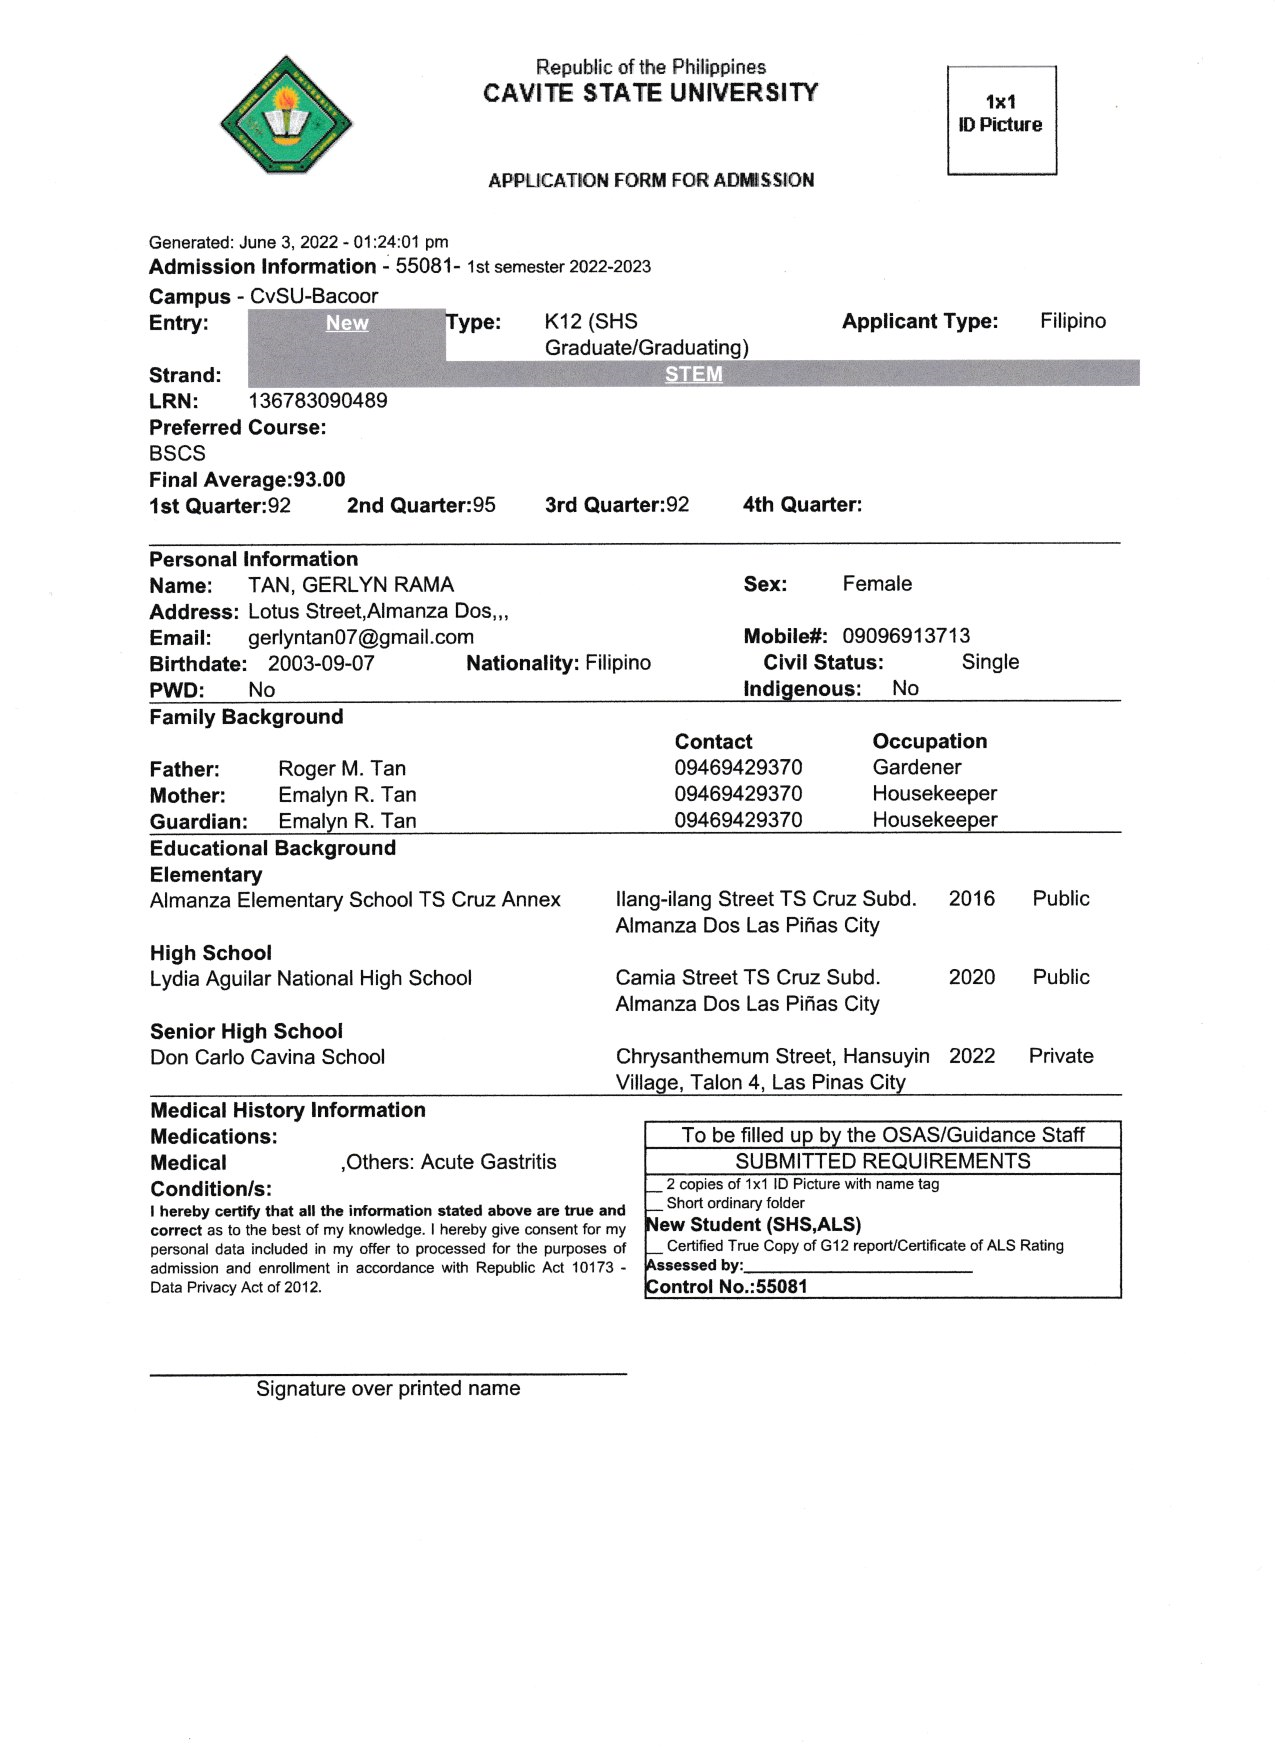 Republic of the Philippines
CAVITE STATE UNIVERSITY
1x1
ID Picture
APPLICATION FORM FOR ADMISSION
Generated: June 3, 2022 - 01:24:01 pm
Admission Information - 55081- 1st semester 2022-2023
Campus - CvSU-Bacoor
Entry: New Type: K12 (SHS Graduate/Graduating) Applicant Type: Filipino
Strand: STEM
LRN: 136783090489
Preferred Course:
BSCS
Final Average:93.00
1st Quarter:92 2nd Quarter:95 3rd Quarter:92 4th Quarter:
Personal Information
Name: TAN, GERLYN RAMA Sex: Female
Address: Lotus Street,Almanza Dos,,,
Email: gerlyntan07@gmail.com Mobile#: 09096913713
Birthdate: 2003-09-07 Nationality: Filipino Civil Status: Single
PWD: No Indigenous: No
Family Background
Contact Occupation
Father: Roger M. Tan 09469429370 Gardener
Mother: Emalyn R. Tan 09469429370 Housekeeper
Guardian: Emalyn R. Tan 09469429370 Housekeeper
Educational Background
Elementary
Almanza Elementary School TS Cruz Annex Ilang-ilang Street TS Cruz Subd. 2016 Public
Almanza Dos Las Piñas City
High School
Lydia Aguilar National High School Camia Street TS Cruz Subd. 2020 Public
Almanza Dos Las Piñas City
Senior High School
Don Carlo Cavina School Chrysanthemum Street, Hansuyin 2022 Private
Village, Talon 4, Las Pinas City
Medical History Information
Medications:
Medical ,Others: Acute Gastritis
Condition/s:
I hereby certify that all the information stated above are true and
correct as to the best of my knowledge. I hereby give consent for my
personal data included in my offer to processed for the purposes of
admission and enrollment in accordance with Republic Act 10173 -
Data Privacy Act of 2012.
To be filled up by the OSAS/Guidance Staff
SUBMITTED REQUIREMENTS
__ 2 copies of 1x1 ID Picture with name tag
__ Short ordinary folder
New Student (SHS,ALS)
__ Certified True Copy of G12 report/Certificate of ALS Rating
Assessed by:____________________
Control No.:55081
Signature over printed name